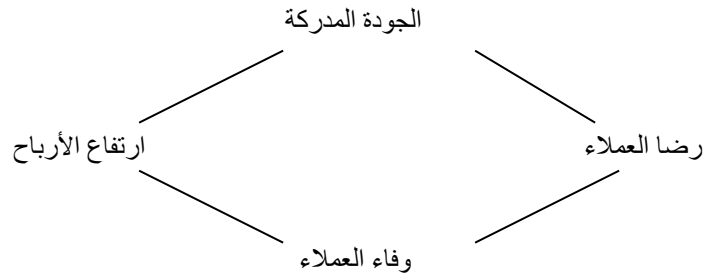 الجودة المدركة
رضا العملاء
ارتفاع الأرباح
وفاء العملاء